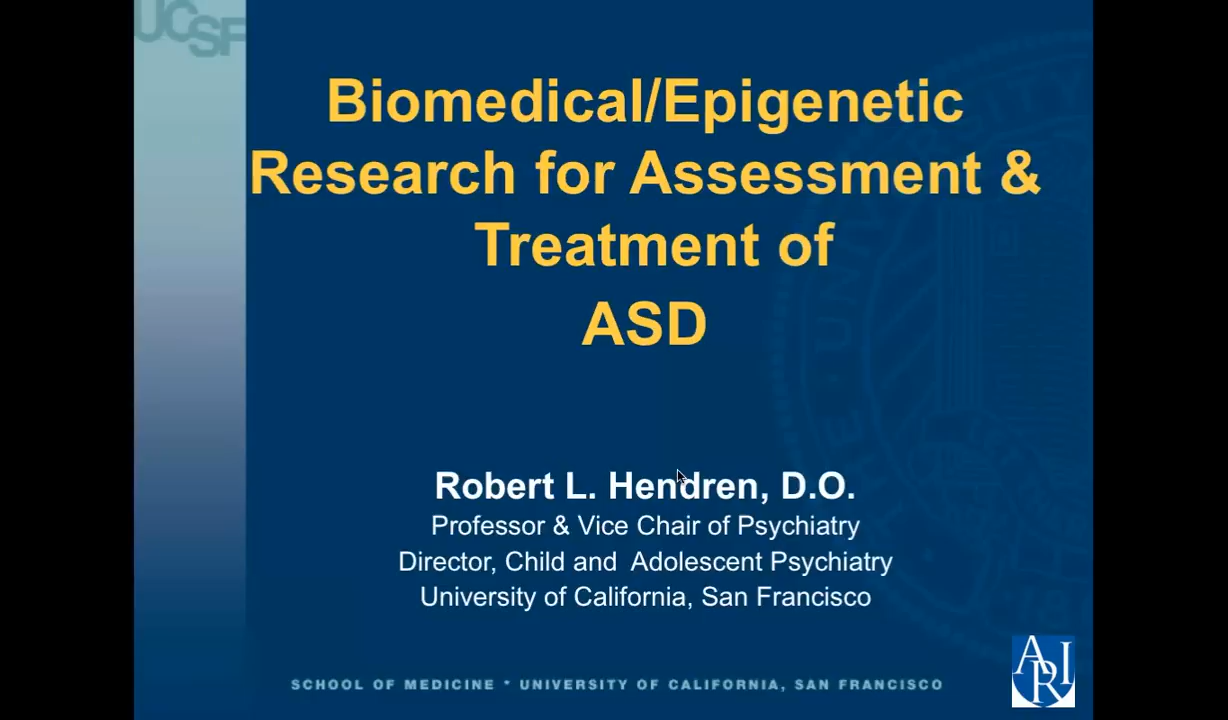 UCSF
Biomedical/Epigenetic
Research for Assessment &
Treatment of
ASD
Robert L. Hendren, D.O.
Professor & Vice Chair of Psychiatry
Director, Child and Adolescent Psychiatry
University of California, San Francisco
ARI
SCHOOL OF MEDICINE * UNIVERSITY OF CALIFORNIA, SAN FRANCISCO